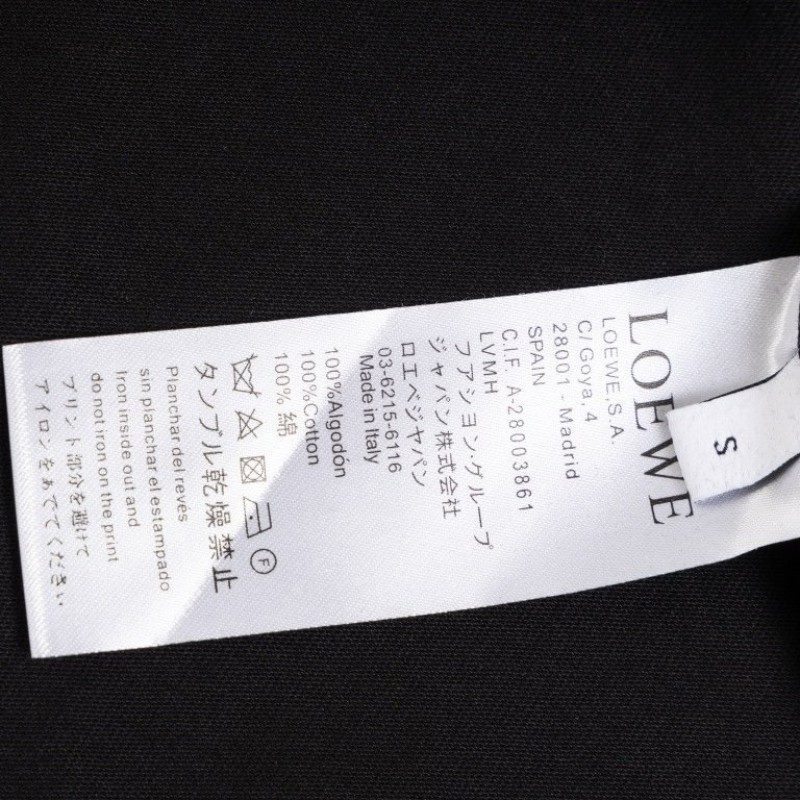 LOEWE
S
LOEWE,S.A.
C/ Goya, 4
28001 - Madrid
SPAIN
C.I.F. A-28003861
LVMH
ファシヨン・グループ
ジャパン株式会社
ロエベジャパン
03-6215-6116
Made in Italy
100%Algodón
100%Cotton
100% 綿
F
タンブル乾燥禁止
Planchar del revés
sin planchar el estampado
Iron inside out and
do not iron on the print
プリント部分を避けて
アイロンをあててください